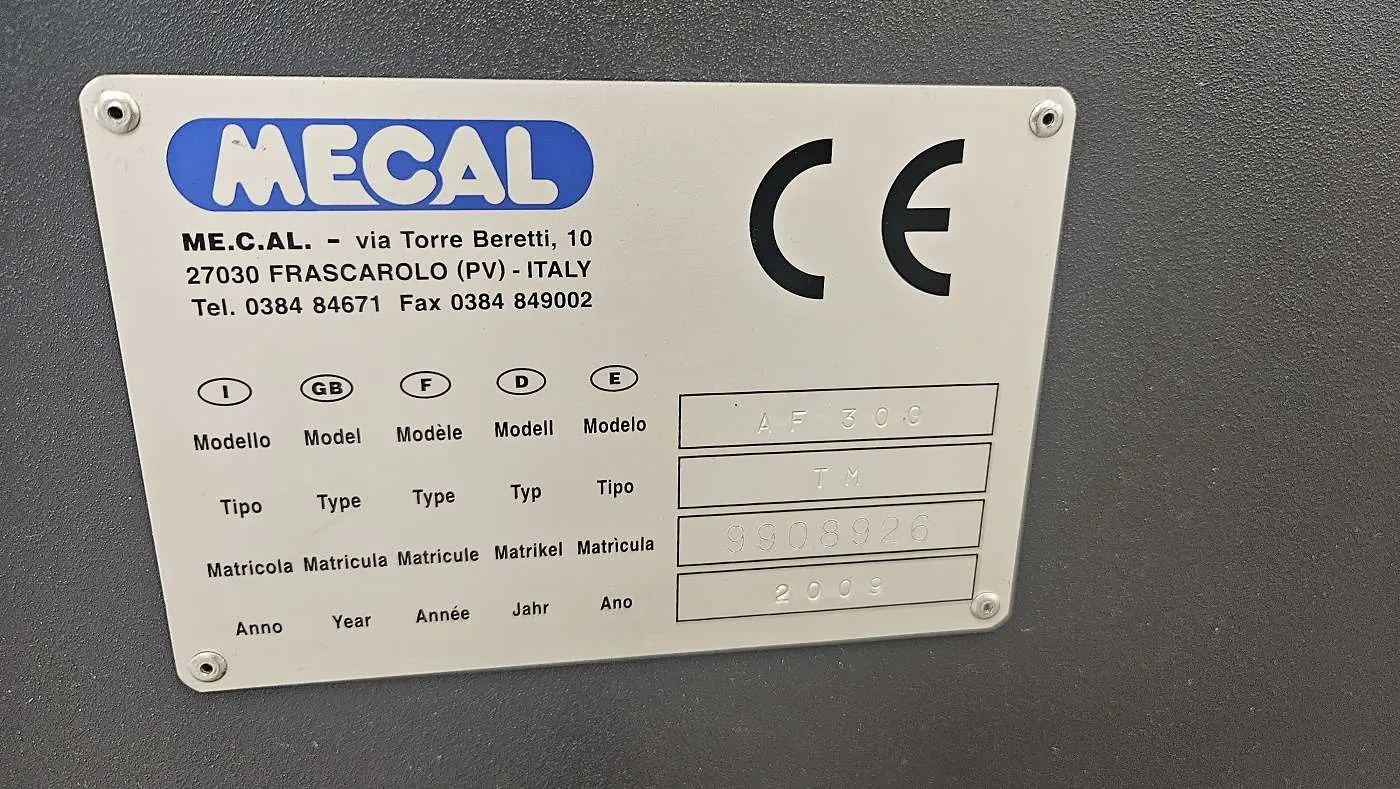 MECAL
CE
ME.C.AL. - via Torre Beretti, 10
27030 FRASCAROLO (PV) - ITALY
Tel. 0384 84671 Fax 0384 849002
I GB F D E
Modello Model Modèle Modell Modelo AF 300
Tipo Type Type Typ Tipo TM
Matricola Matricula Matricule Matrikel Matrìcula 9908926
Anno Year Année Jahr Ano 2009